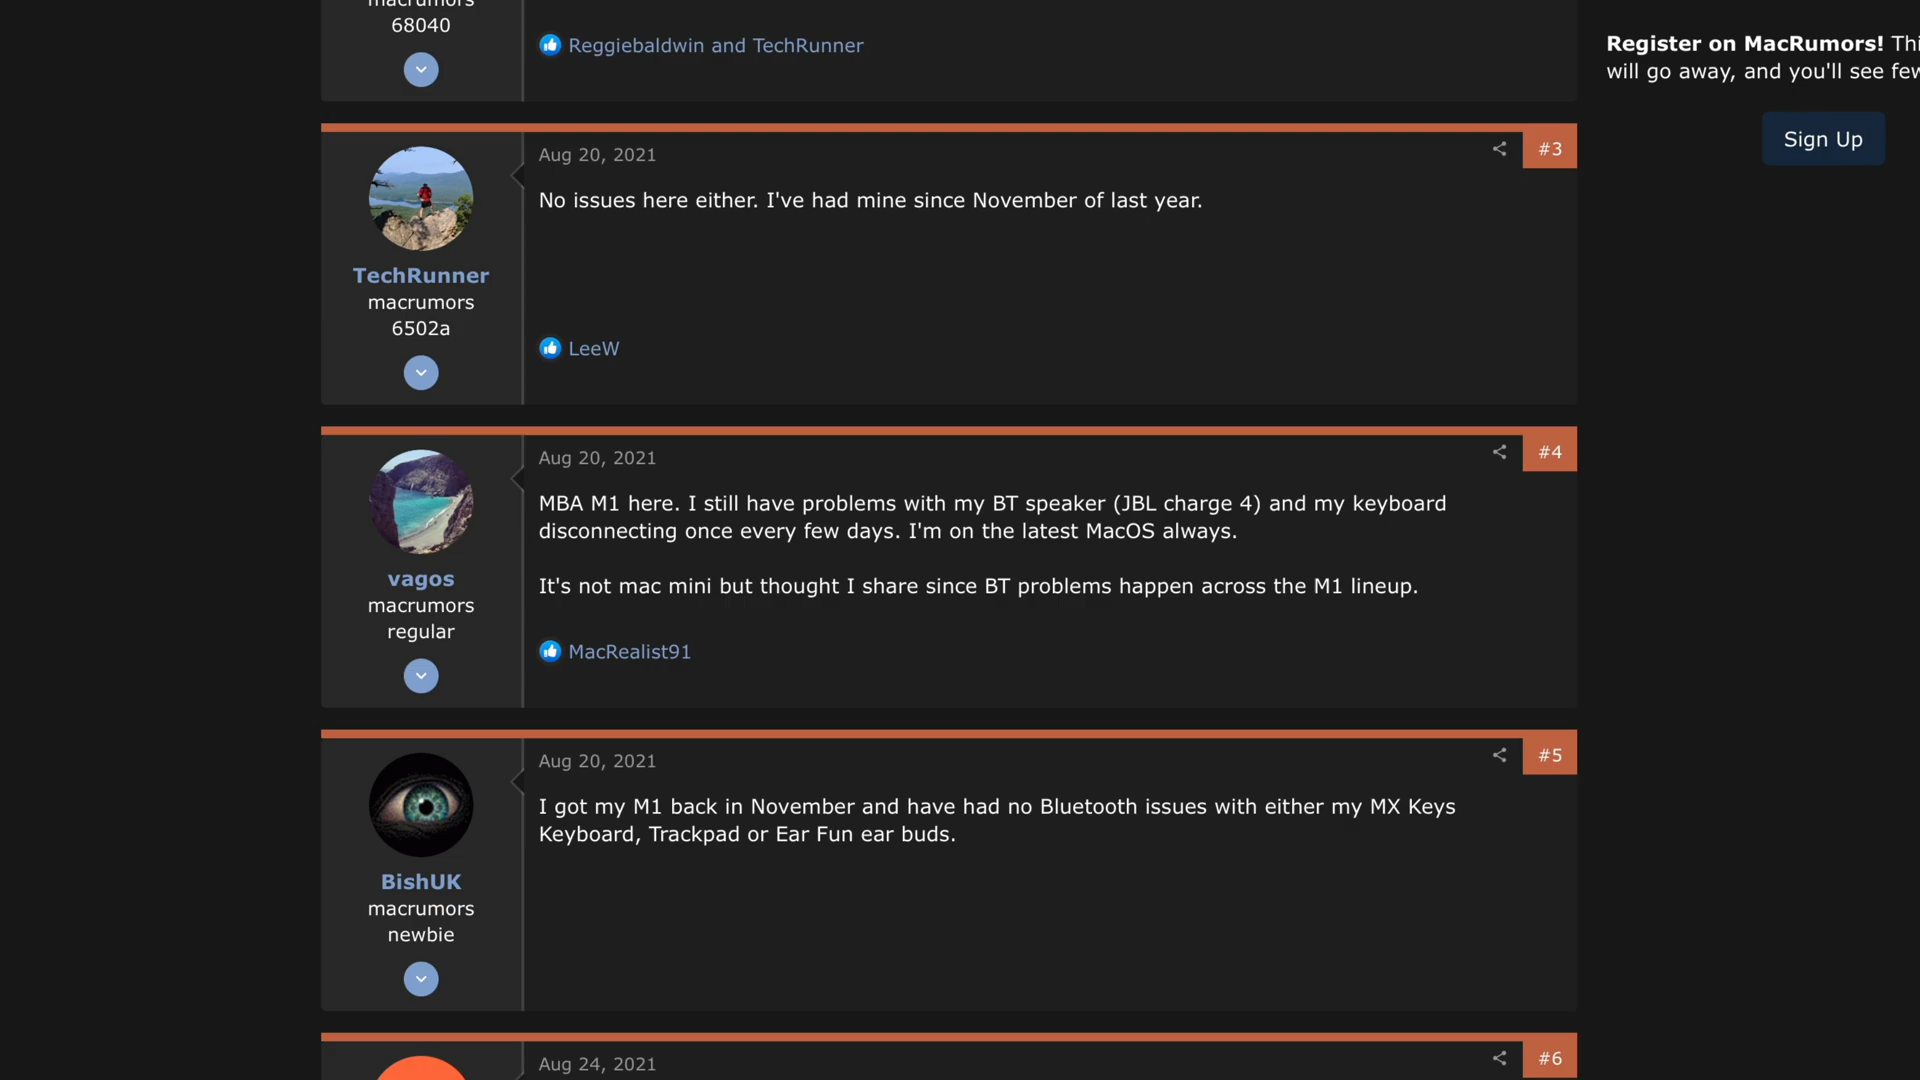 macrumors
68040
Reggiebaldwin and TechRunner
Register on MacRumors! Thi
will go away, and you'll see few
Sign Up
Aug 20, 2021
#3
No issues here either. I've had mine since November of last year.
TechRunner
macrumors
6502a
LeeW
Aug 20, 2021
#4
MBA M1 here. I still have problems with my BT speaker (JBL charge 4) and my keyboard
disconnecting once every few days. I'm on the latest MacOS always.
It's not mac mini but thought I share since BT problems happen across the M1 lineup.
vagos
macrumors
regular
MacRealist91
Aug 20, 2021
#5
I got my M1 back in November and have had no Bluetooth issues with either my MX Keys
Keyboard, Trackpad or Ear Fun ear buds.
BishUK
macrumors
newbie
Aug 24, 2021
#6